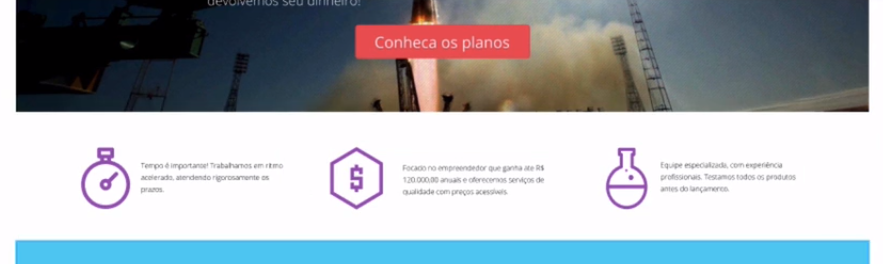 devolvemos seu dinheiro!
Conheca os planos
Tempo é importante! Trabalhamos em ritmo
acelerado, atendendo rigorosamente os
prazos.
Focado no empreendedor que ganha ate R$
120.000,00 anuais e oferecemos serviços de
qualidade com preços acessíveis.
Equipe especializada, com experiência
profissionais. Testamos todos os produtos
antes do lançamento.